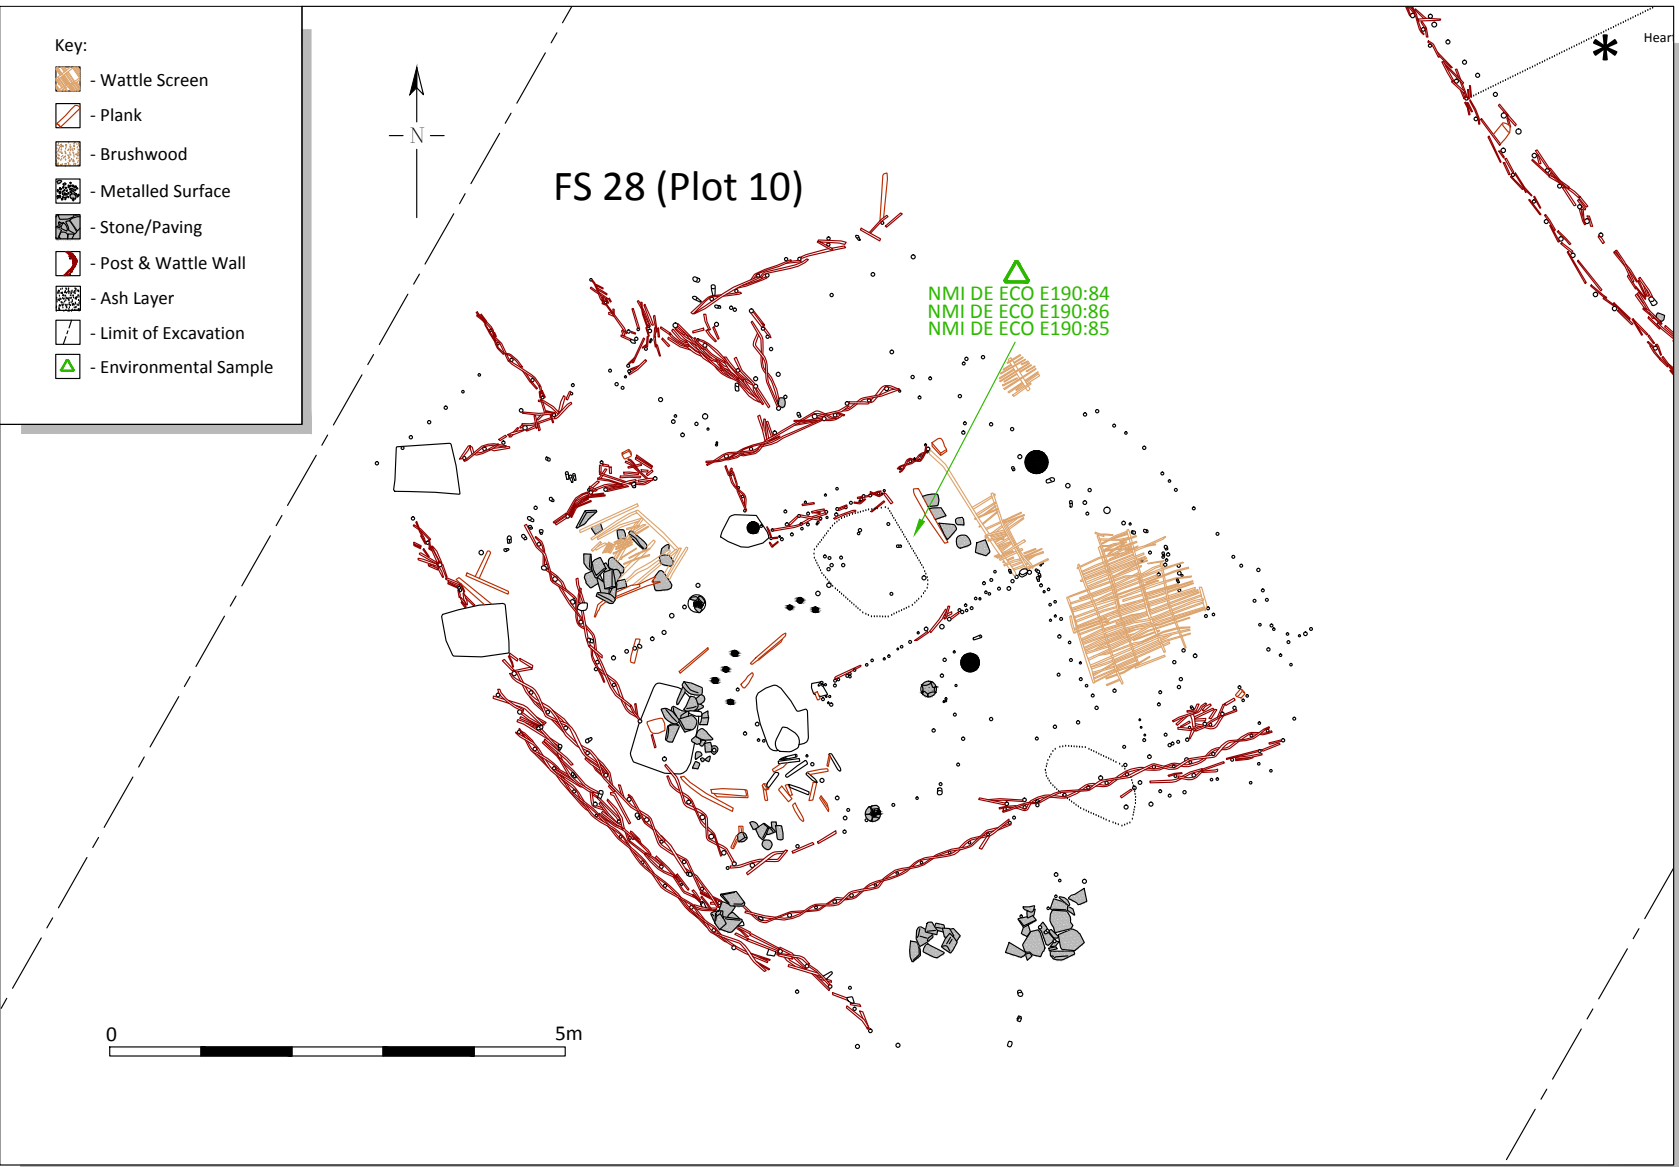 Key:
- Wattle Screen
- Plank
- Brushwood
- Metalled Surface
- Stone/Paving
- Post & Wattle Wall
- Ash Layer
- Limit of Excavation
- Environmental Sample
N
FS 28 (Plot 10)
NMI DE ECO E190:84
NMI DE ECO E190:86
NMI DE ECO E190:85
Hear
0 5m